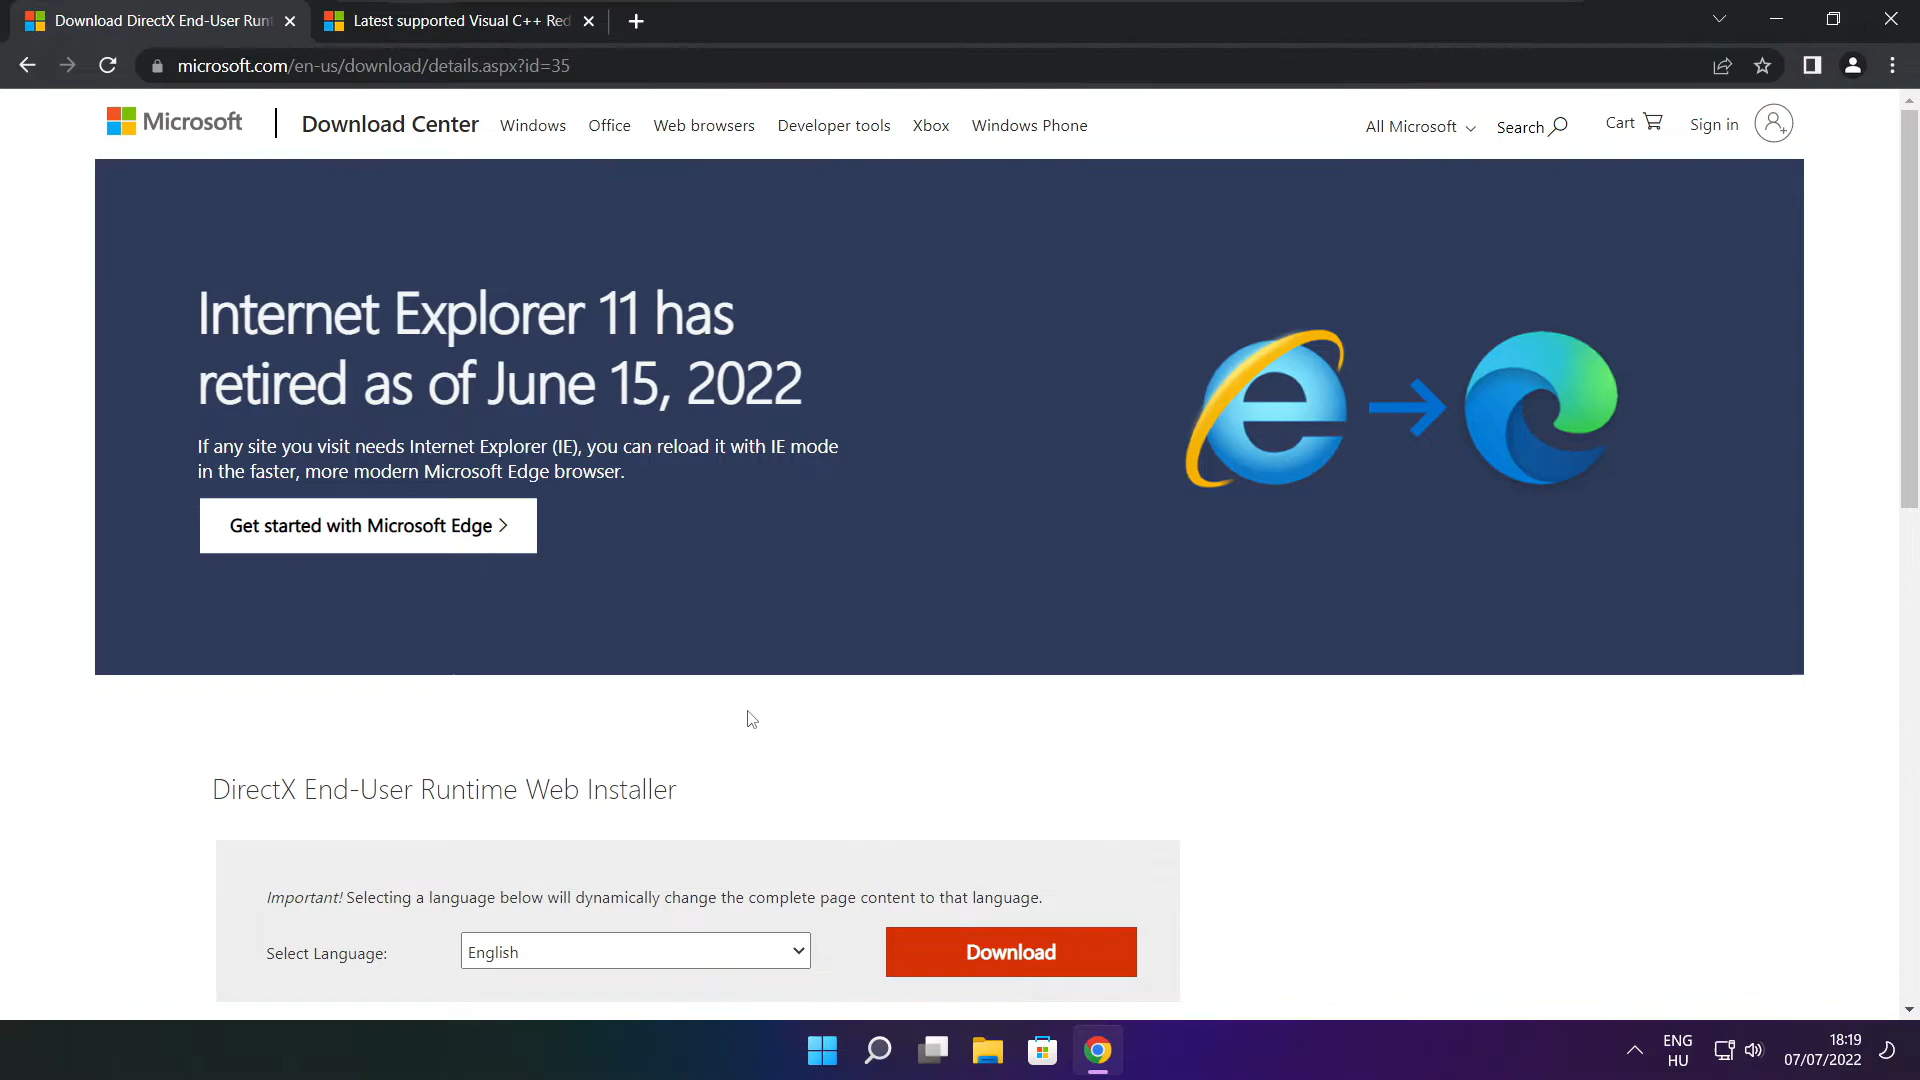 Download DirectX End-User Runt
Latest supported Visual C++ Red
microsoft.com/en-us/download/details.aspx?id=35
Microsoft
Download Center
Windows
Office
Web browsers
Developer tools
Xbox
Windows Phone
All Microsoft
Search
Cart
Sign in
Internet Explorer 11 has
retired as of June 15, 2022
If any site you visit needs Internet Explorer (IE), you can reload it with IE mode
in the faster, more modern Microsoft Edge browser.
Get started with Microsoft Edge >
DirectX End-User Runtime Web Installer
Important! Selecting a language below will dynamically change the complete page content to that language.
Select Language:
English
Download
ENG
HU
18:19
07/07/2022